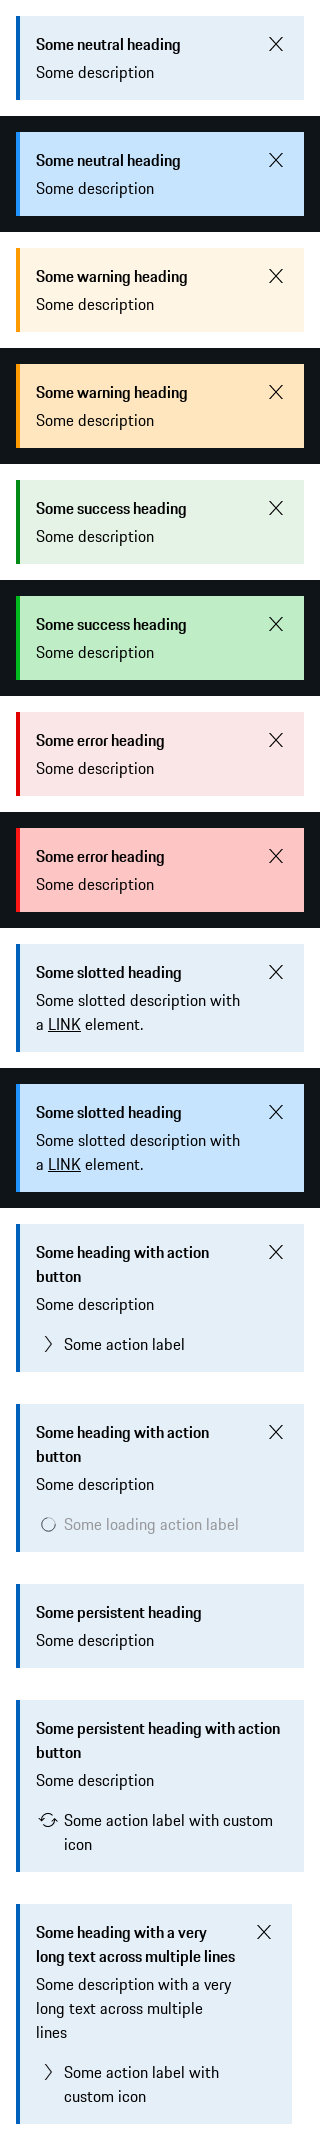 Some neutral heading
Some description
Some neutral heading
Some description
Some warning heading
Some description
Some warning heading
Some description
Some success heading
Some description
Some success heading
Some description
Some error heading
Some description
Some error heading
Some description
Some slotted heading
Some slotted description with
a LINK element.
Some slotted heading
Some slotted description with
a LINK element.
Some heading with action
button
Some description
Some action label
Some heading with action
button
Some description
Some loading action label
Some persistent heading
Some description
Some persistent heading with action
button
Some description
Some action label with custom
icon
Some heading with a very
long text across multiple lines
Some description with a very
long text across multiple
lines
Some action label with
custom icon